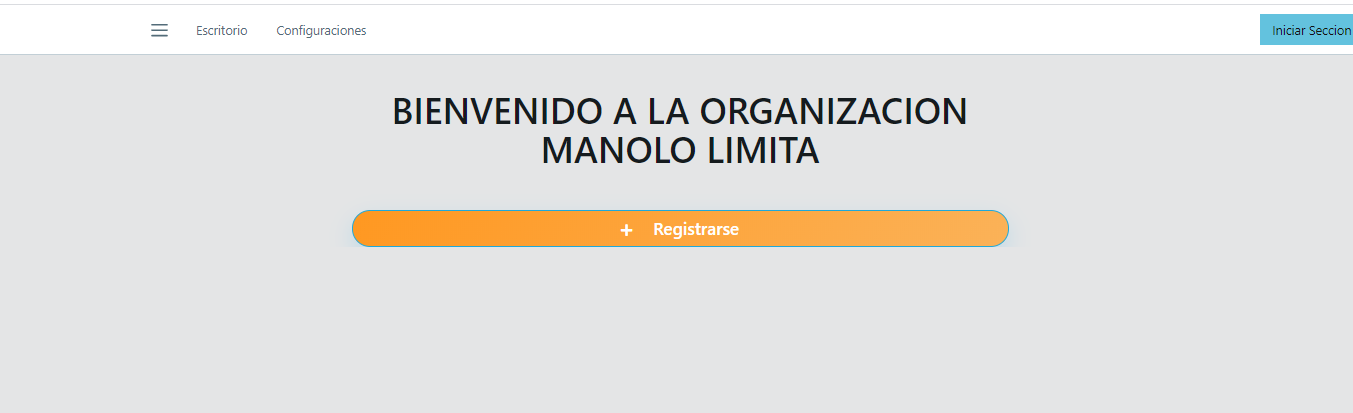 Escritorio
Configuraciones
Iniciar Seccion
BIENVENIDO A LA ORGANIZACION
MANOLO LIMITA
+ Registrarse